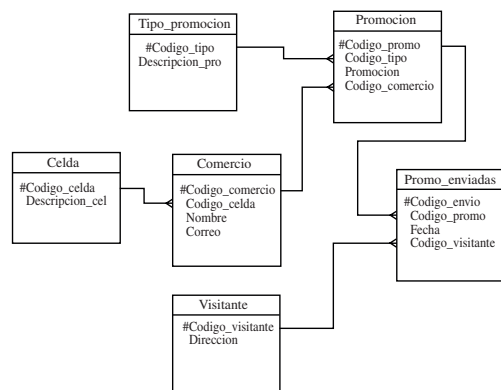 Tipo_promocion
#Codigo_tipo
Descripcion_pro
Promocion
#Codigo_promo
Codigo_tipo
Promocion
Codigo_comercio
Celda
#Codigo_celda
Descripcion_cel
Comercio
#Codigo_comercio
Codigo_celda
Nombre
Correo
Promo_enviadas
#Codigo_envio
Codigo_promo
Fecha
Codigo_visitante
Visitante
#Codigo_visitante
Direccion